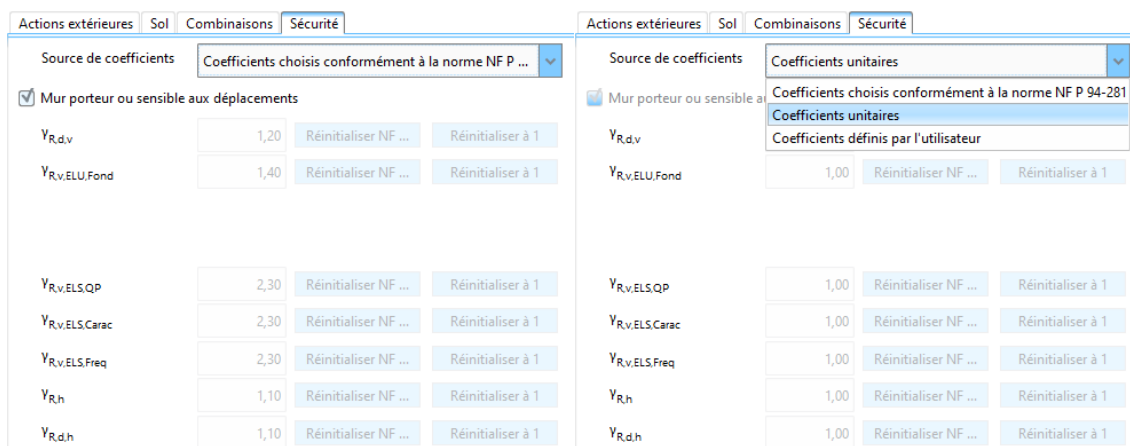 Actions extérieures Sol Combinaisons Sécurité
Source de coefficients Coefficients choisis conformément à la norme NF P ...
Mur porteur ou sensible aux déplacements
γR,d,v 1,20 Réinitialiser NF ... Réinitialiser à 1
γR,v,ELU,Fond 1,40 Réinitialiser NF ... Réinitialiser à 1
γR,v,ELS,QP 2,30 Réinitialiser NF ... Réinitialiser à 1
γR,v,ELS,Carac 2,30 Réinitialiser NF ... Réinitialiser à 1
γR,v,ELS,Freq 2,30 Réinitialiser NF ... Réinitialiser à 1
γR,h 1,10 Réinitialiser NF ... Réinitialiser à 1
γR,d,h 1,10 Réinitialiser NF ... Réinitialiser à 1
Actions extérieures Sol Combinaisons Sécurité
Source de coefficients Coefficients unitaires
Coefficients choisis conformément à la norme NF P 94-281
Mur porteur ou sensible
Coefficients unitaires
Coefficients définis par l'utilisateur
γR,d,v
γR,v,ELU,Fond 1,00 Réinitialiser NF ... Réinitialiser à 1
γR,v,ELS,QP 1,00 Réinitialiser NF ... Réinitialiser à 1
γR,v,ELS,Carac 1,00 Réinitialiser NF ... Réinitialiser à 1
γR,v,ELS,Freq 1,00 Réinitialiser NF ... Réinitialiser à 1
γR,h 1,00 Réinitialiser NF ... Réinitialiser à 1
γR,d,h 1,00 Réinitialiser NF ... Réinitialiser à 1